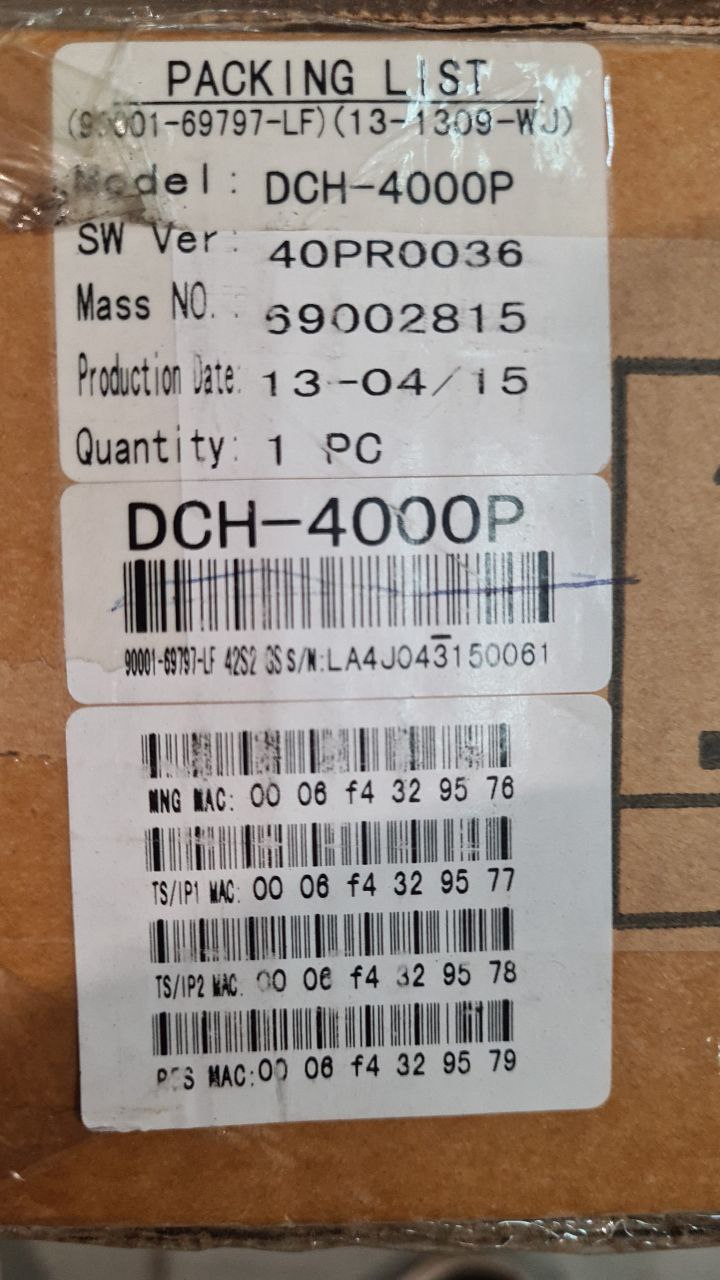 PACKING LIST
(90001-69797-LF)(13-1309-WJ)
Model: DCH-4000P
SW Ver: 40PR0036
Mass NO.: 69002815
Production Date: 13-04/15
Quantity: 1 PC
DCH-4000P
90001-69797-LF 42S2 GS S/N:LA4J043150061
MNG MAC: 00 06 f4 32 95 76
TS/IP1 MAC: 00 06 f4 32 95 77
TS/IP2 MAC: 00 06 f4 32 95 78
MAC:00 06 f4 32 95 79